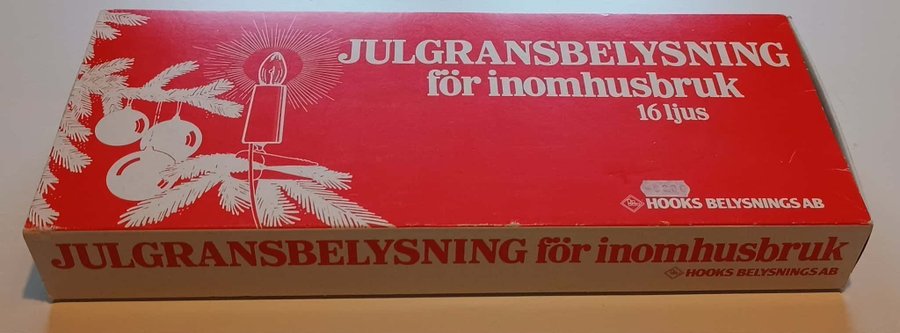 JULGRANSBELYSNING
för inomhusbruk
16 ljus
HOOKS BELYSNINGS AB
JULGRANSBELYSNING för inomhusbruk
HOOKS BELYSNINGS AB